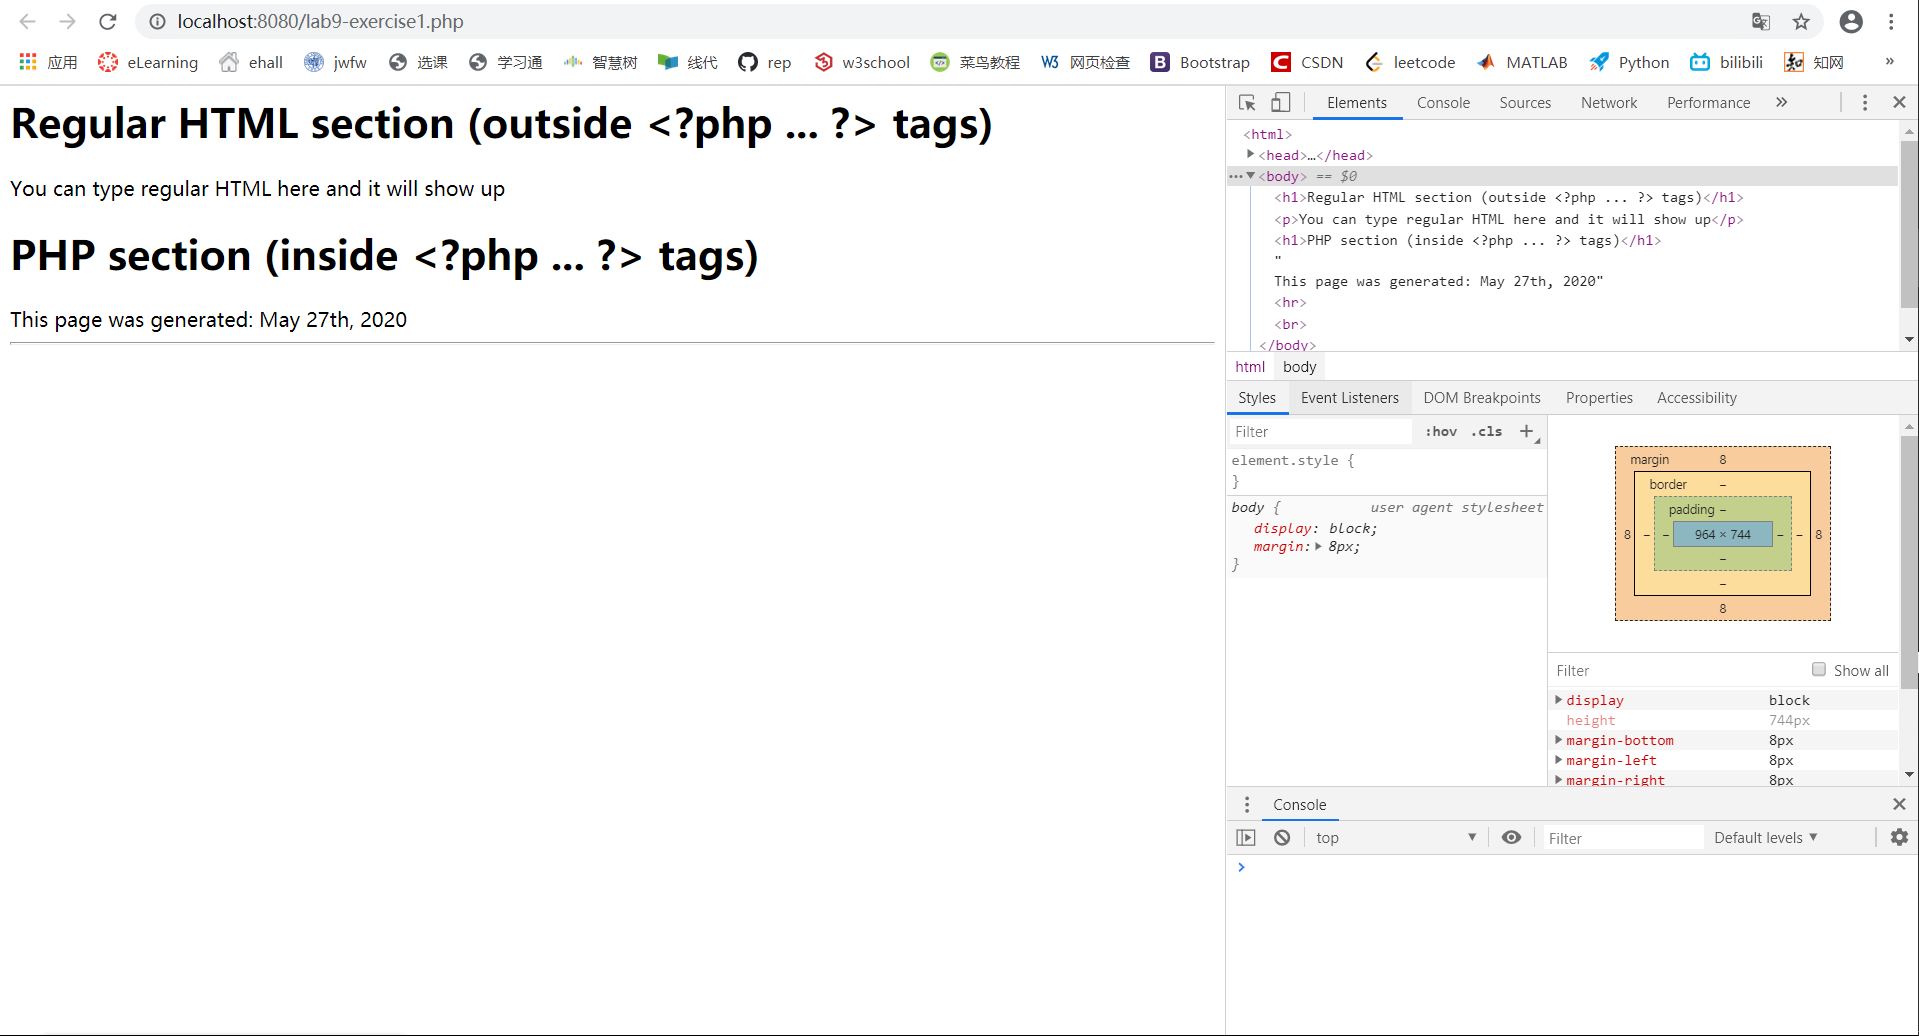 localhost:8080/lab9-exercise1.php
应用 eLearning ehall jwfw 选课 学习通 智慧树 线代 rep w3school 菜鸟教程 W3 网页检查 B Bootstrap C CSDN leetcode MATLAB Python bilibili 知网 »
Regular HTML section (outside <?php ... ?> tags)
You can type regular HTML here and it will show up
PHP section (inside <?php ... ?> tags)
This page was generated: May 27th, 2020
Elements Console Sources Network Performance »
<html>
<head>…</head>
<body> == $0
<h1>Regular HTML section (outside <?php ... ?> tags)</h1>
<p>You can type regular HTML here and it will show up</p>
<h1>PHP section (inside <?php ... ?> tags)</h1>
"
This page was generated: May 27th, 2020"
<hr>
<br>
</body>
html body
Styles Event Listeners DOM Breakpoints Properties Accessibility
Filter :hov .cls +
element.style {
}
body { user agent stylesheet
display: block;
margin: 8px;
}
margin 8
border –
padding –
8 – – 964 × 744 – – 8
–
–
8
Filter Show all
display block
height 744px
margin-bottom 8px
margin-left 8px
margin-right 8px
Console
top Filter Default levels